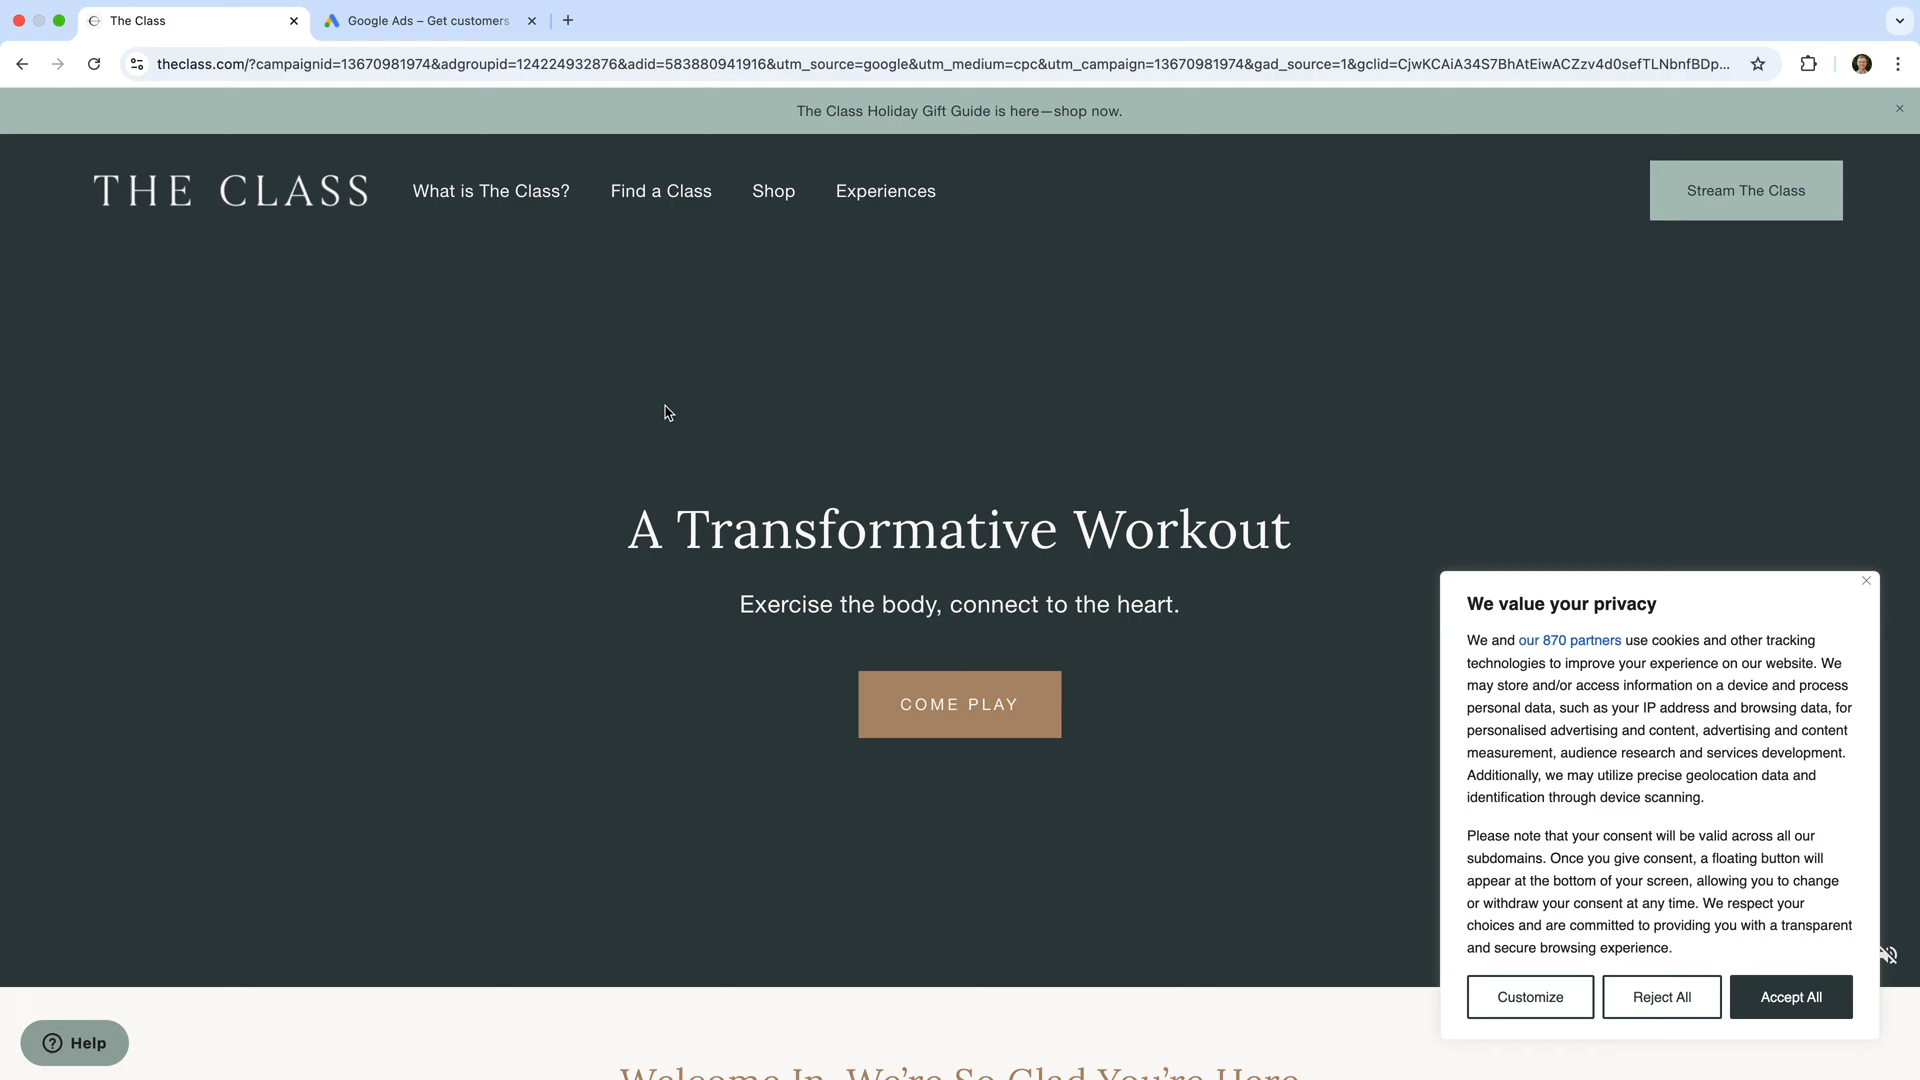 The Class
Google Ads – Get customers
theclass.com/?campaignid=13670981974&adgroupid=124224932876&adid=583880941916&utm_source=google&utm_medium=cpc&utm_campaign=13670981974&gad_source=1&gclid=CjwKCAiA34S7BhAtEiwACZzv4d0sefTLNbnfBDp...
The Class Holiday Gift Guide is here—shop now.
THE CLASS
What is The Class?
Find a Class
Shop
Experiences
Stream The Class
A Transformative Workout
Exercise the body, connect to the heart.
COME PLAY
We value your privacy
We and our 870 partners use cookies and other tracking
technologies to improve your experience on our website. We
may store and/or access information on a device and process
personal data, such as your IP address and browsing data, for
personalised advertising and content, advertising and content
measurement, audience research and services development.
Additionally, we may utilize precise geolocation data and
identification through device scanning.
Please note that your consent will be valid across all our
subdomains. Once you give consent, a floating button will
appear at the bottom of your screen, allowing you to change
or withdraw your consent at any time. We respect your
choices and are committed to providing you with a transparent
and secure browsing experience.
Customize
Reject All
Accept All
Help
Welcome In, We're So Glad You're Here